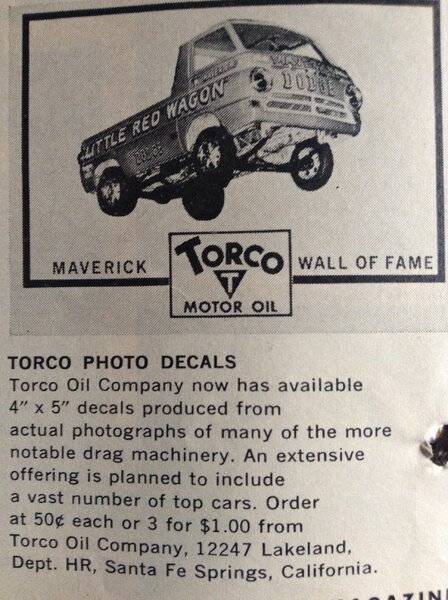 LITTLE RED WAGON
DODGE
DODGE
MAVERICK
TORCO
T
MOTOR OIL
WALL OF FAME
TORCO PHOTO DECALS
Torco Oil Company now has available
4” x 5” decals produced from
actual photographs of many of the more
notable drag machinery. An extensive
offering is planned to include
a vast number of top cars. Order
at 50¢ each or 3 for $1.00 from
Torco Oil Company, 12247 Lakeland,
Dept. HR, Santa Fe Springs, California.